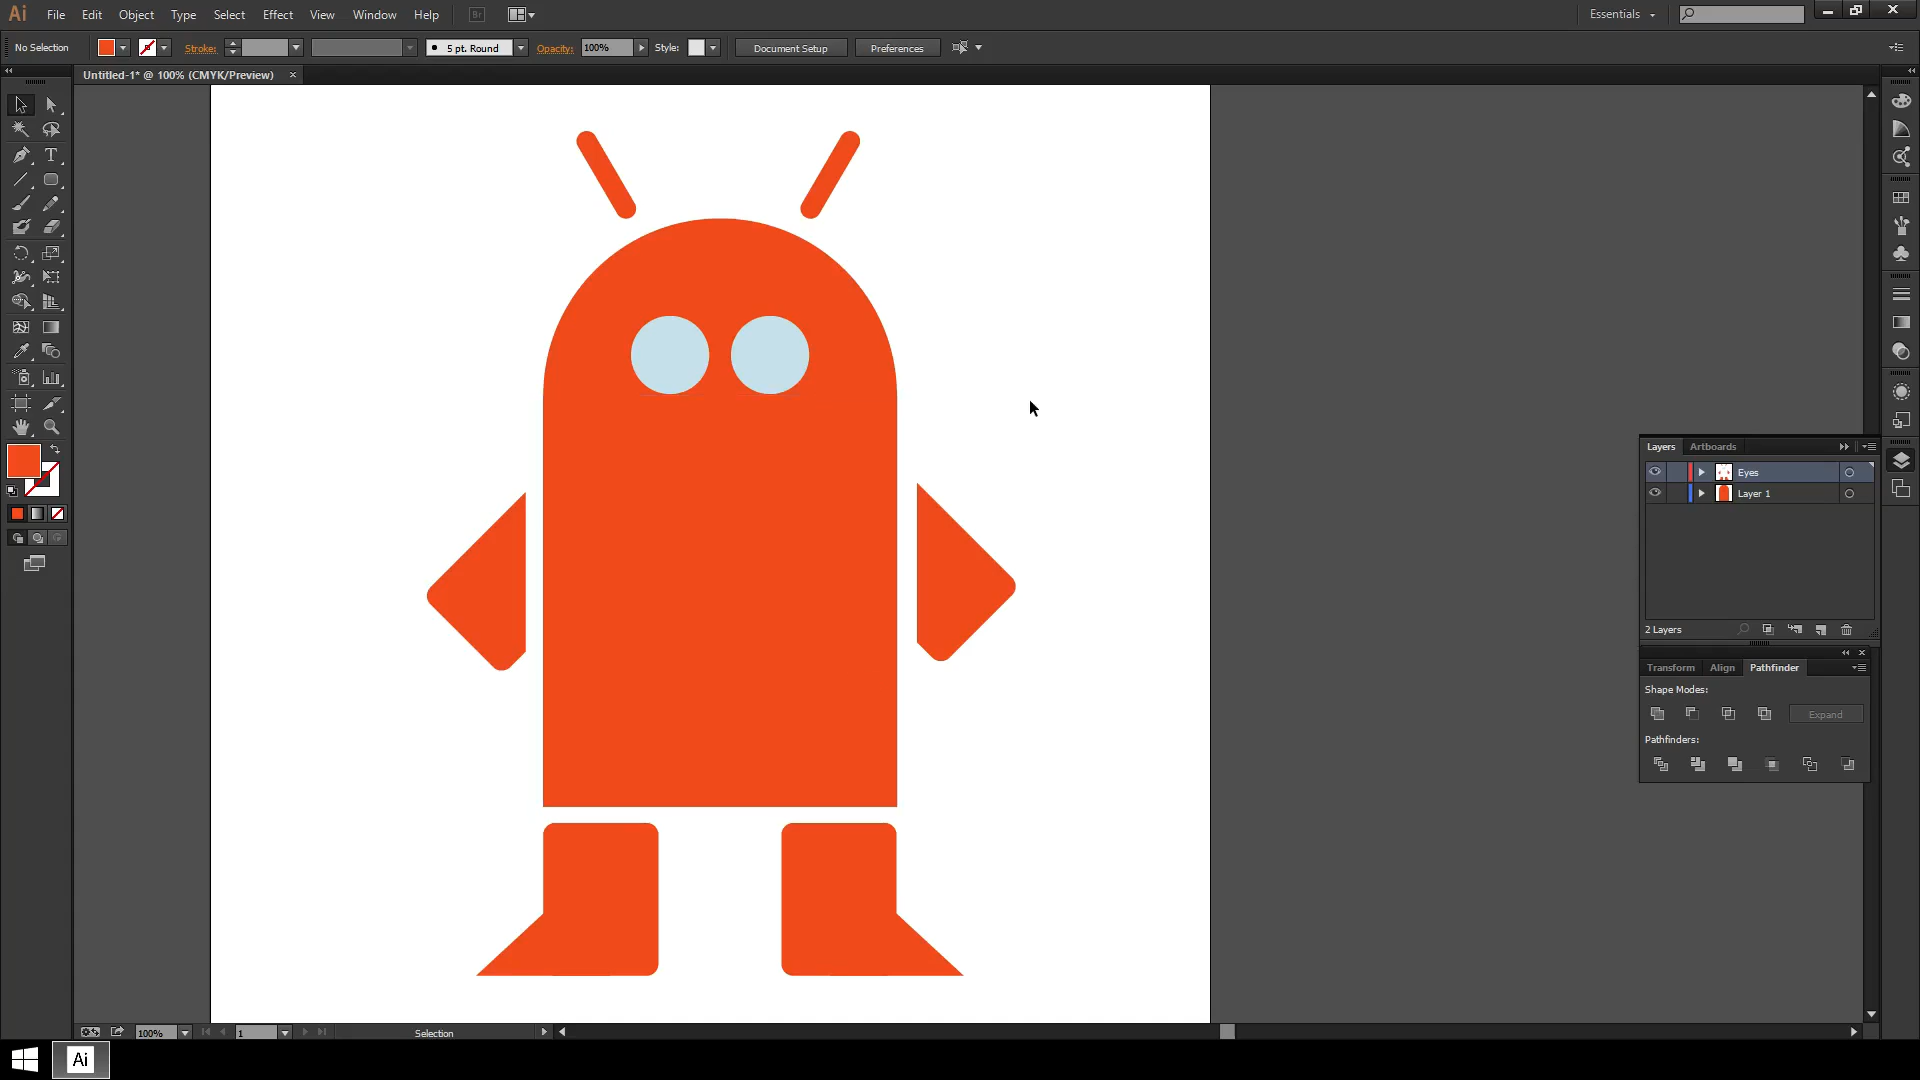 Ai File Edit Object Type Select Effect View Window Help Br Essentials
No Selection Stroke: 5 pt. Round Opacity: 100% Style: Document Setup Preferences
Untitled-1* @ 100% (CMYK/Preview)
Layers Artboards
Eyes
Layer 1
2 Layers
Transform Align Pathfinder
Shape Modes:
Expand
Pathfinders:
100% 1 Selection
Ai